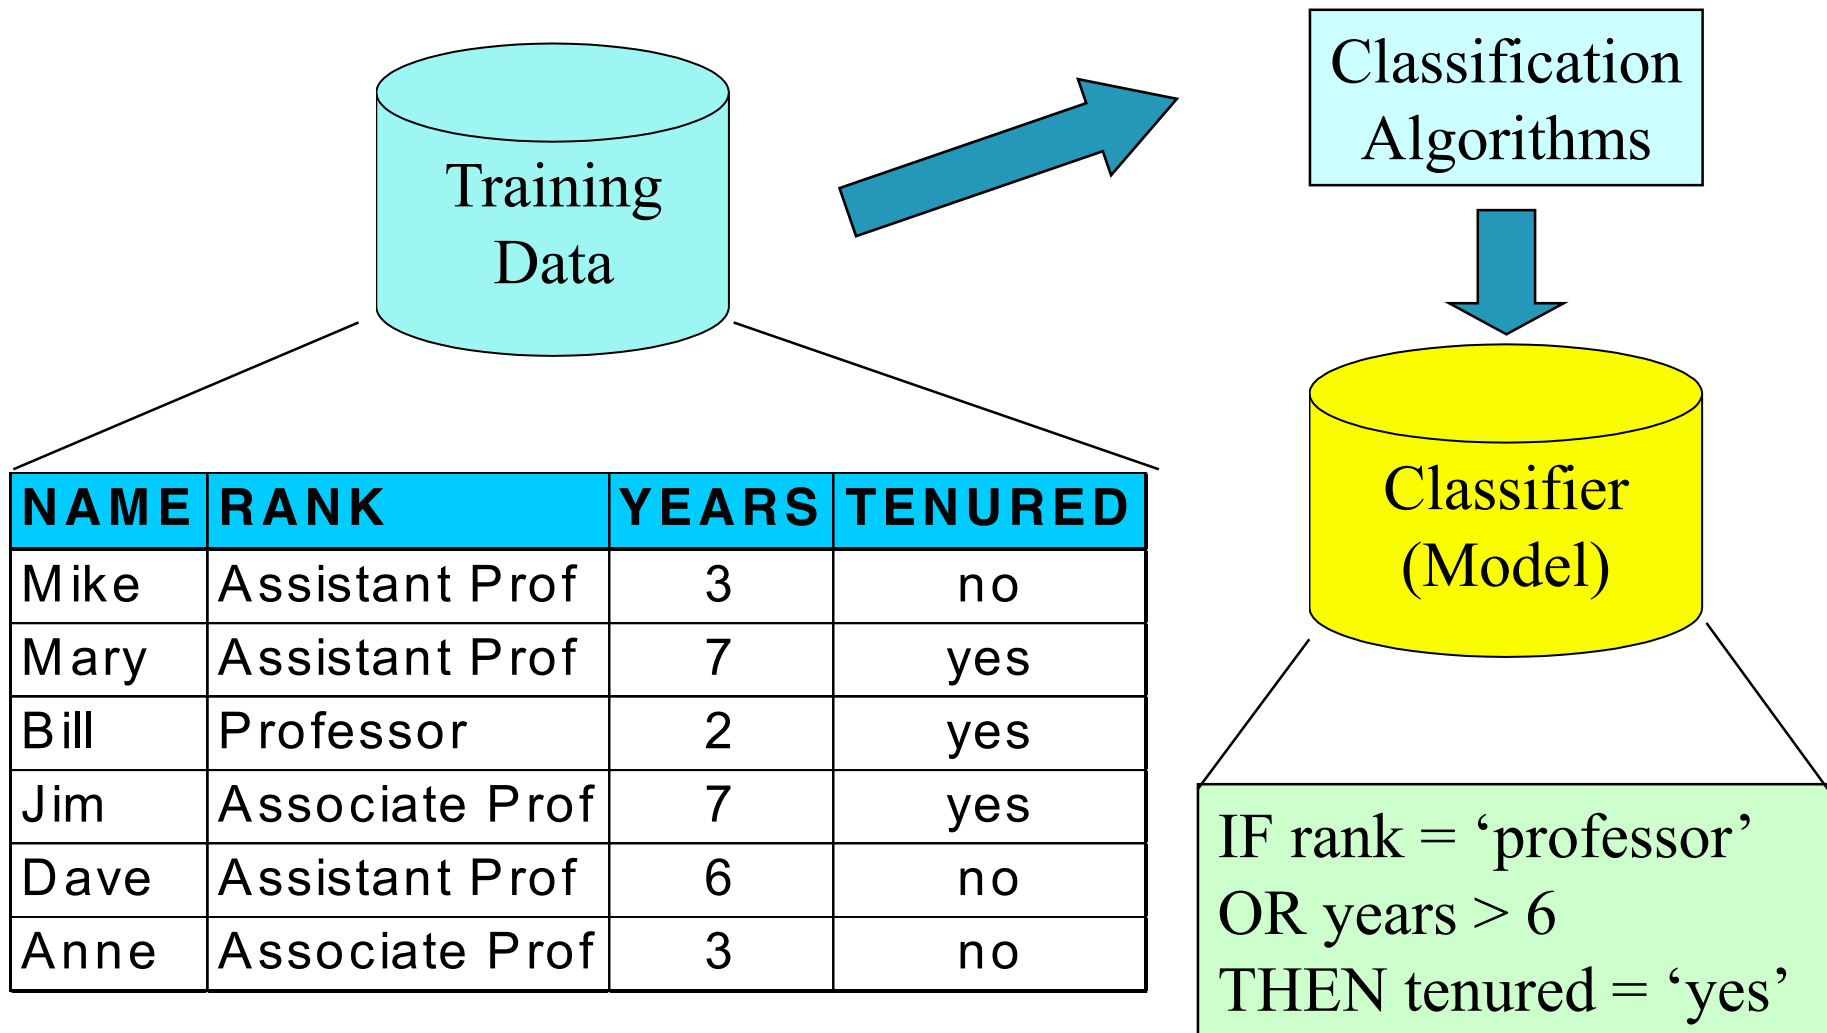 Training
Data
Classification
Algorithms
NAME RANK YEARS TENURED
Mike Assistant Prof 3 no
Mary Assistant Prof 7 yes
Bill Professor 2 yes
Jim Associate Prof 7 yes
Dave Assistant Prof 6 no
Anne Associate Prof 3 no
Classifier
(Model)
IF rank = ‘professor’
OR years > 6
THEN tenured = ‘yes’